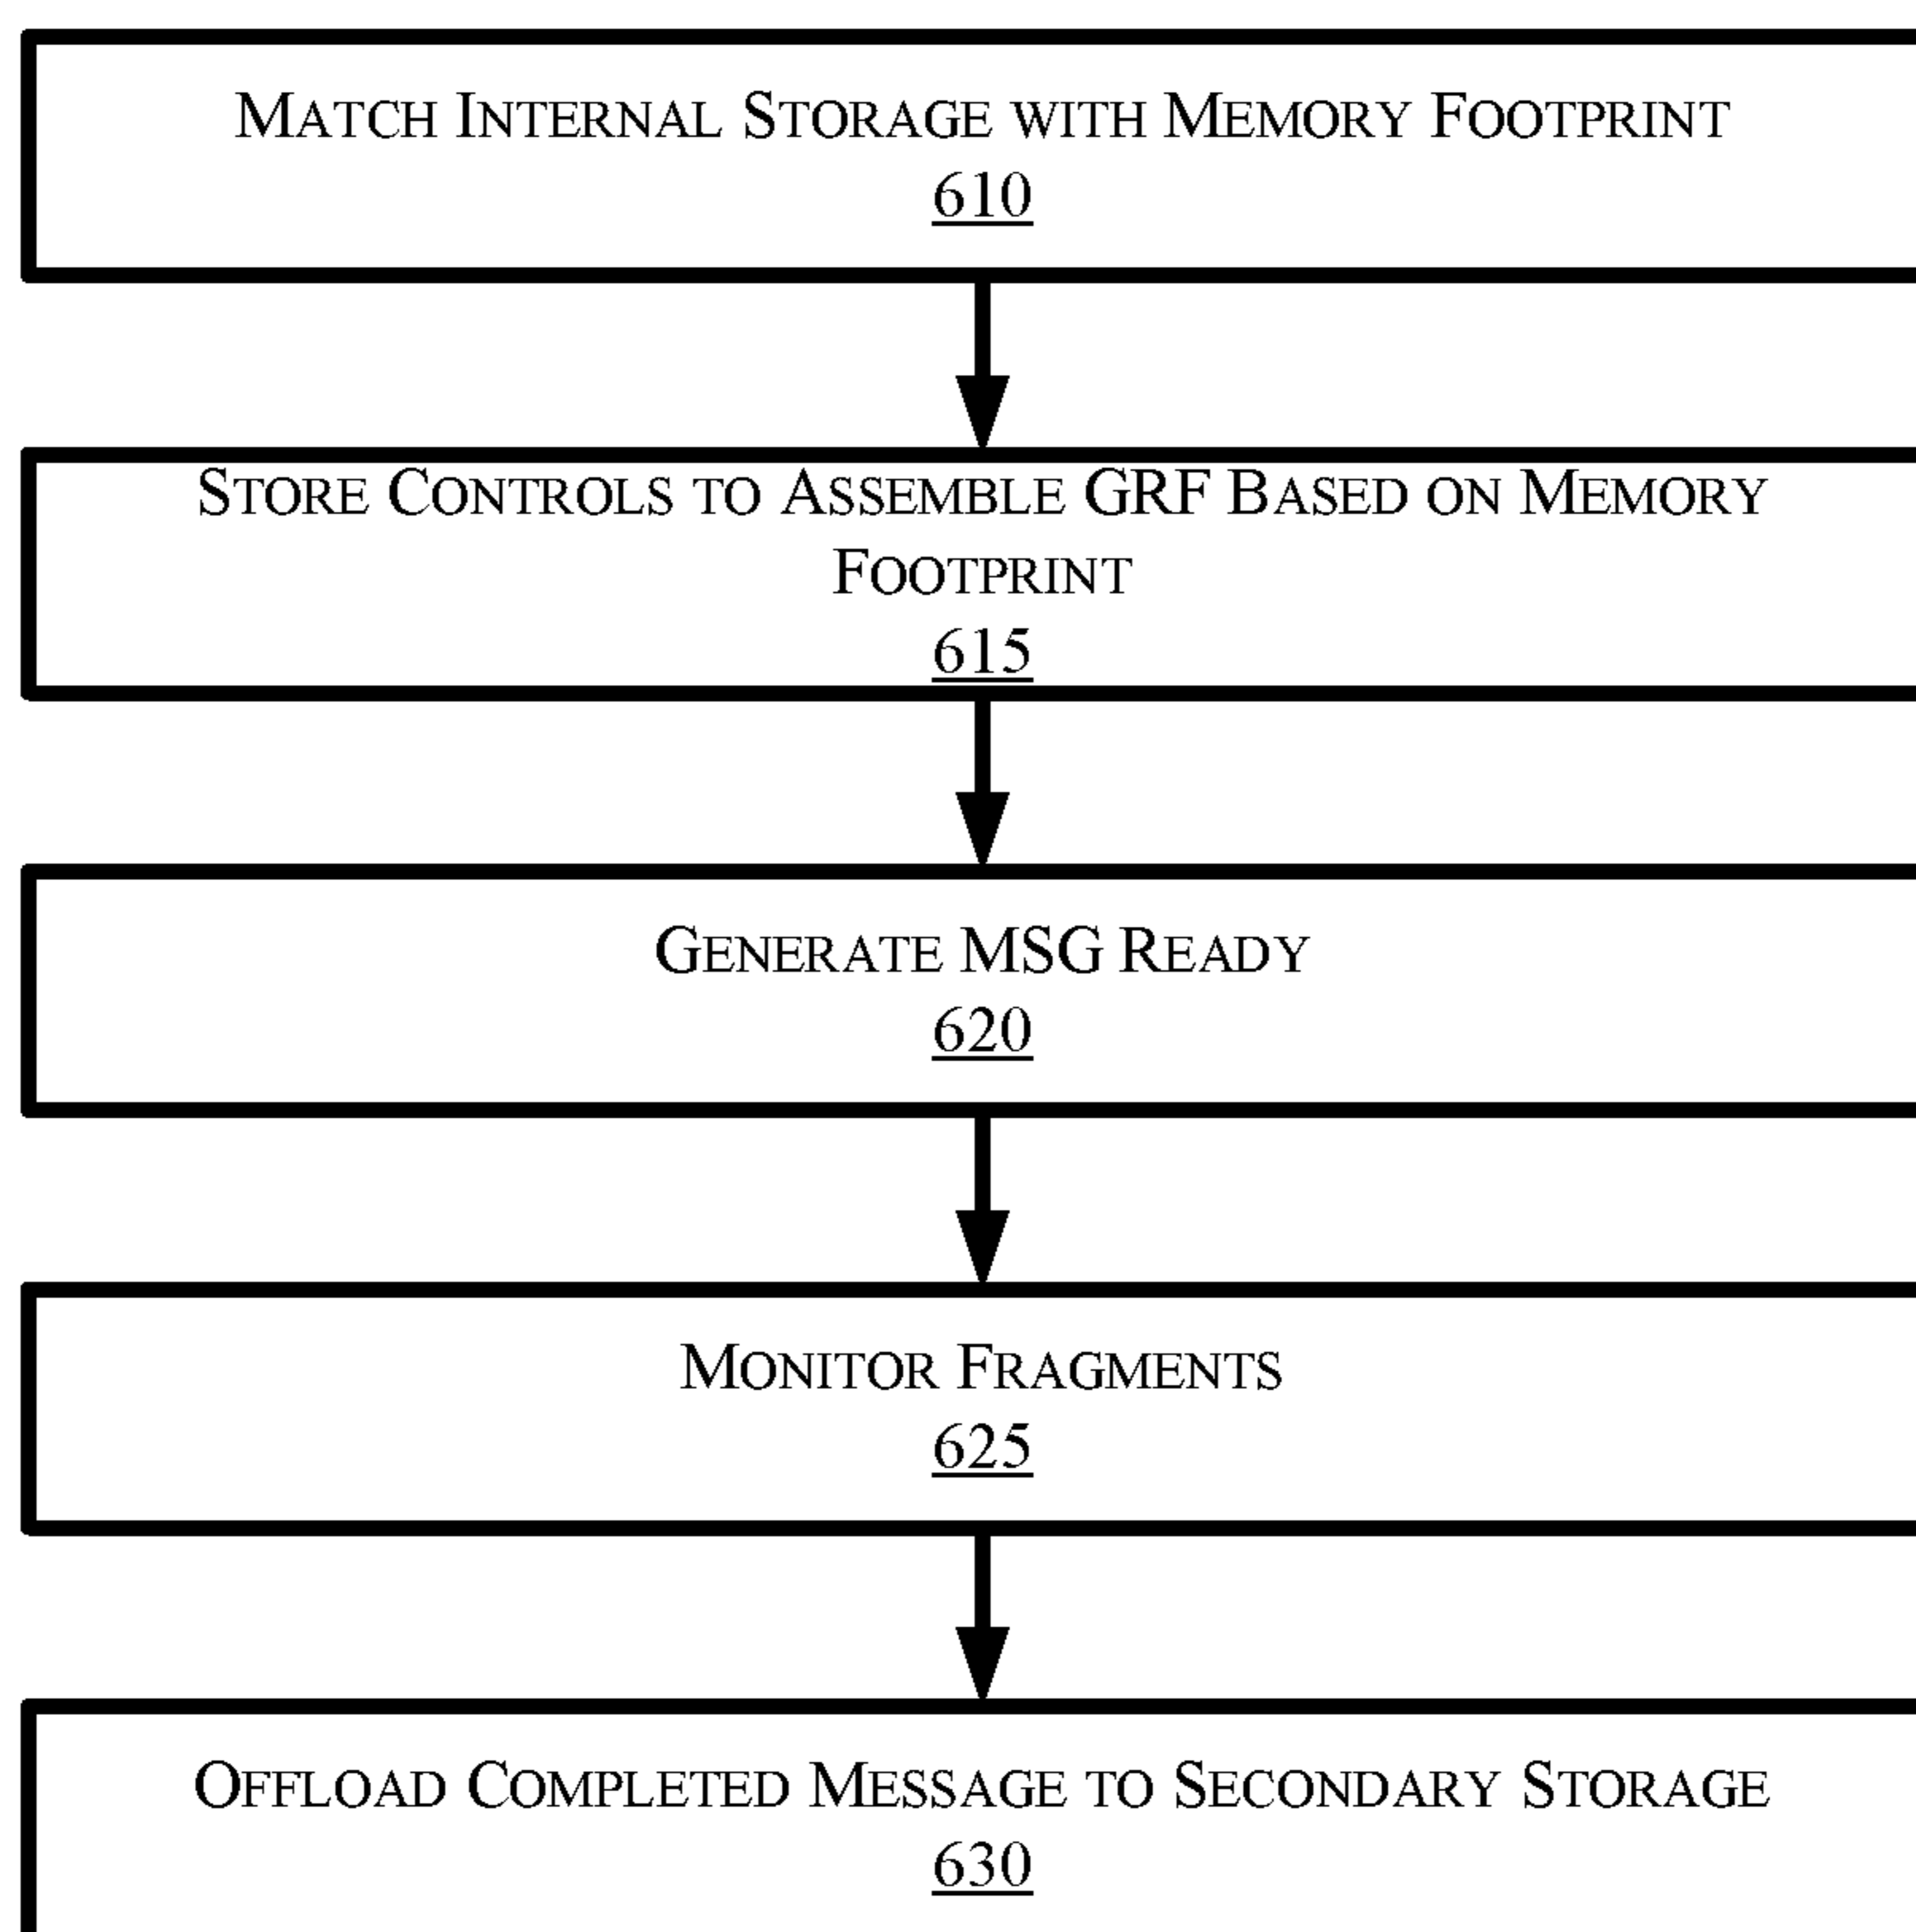 Match Internal Storage with Memory Footprint
610
Store Controls to Assemble GRF Based on Memory
Footprint
615
Generate MSG Ready
620
Monitor Fragments
625
Offload Completed Message to Secondary Storage
630